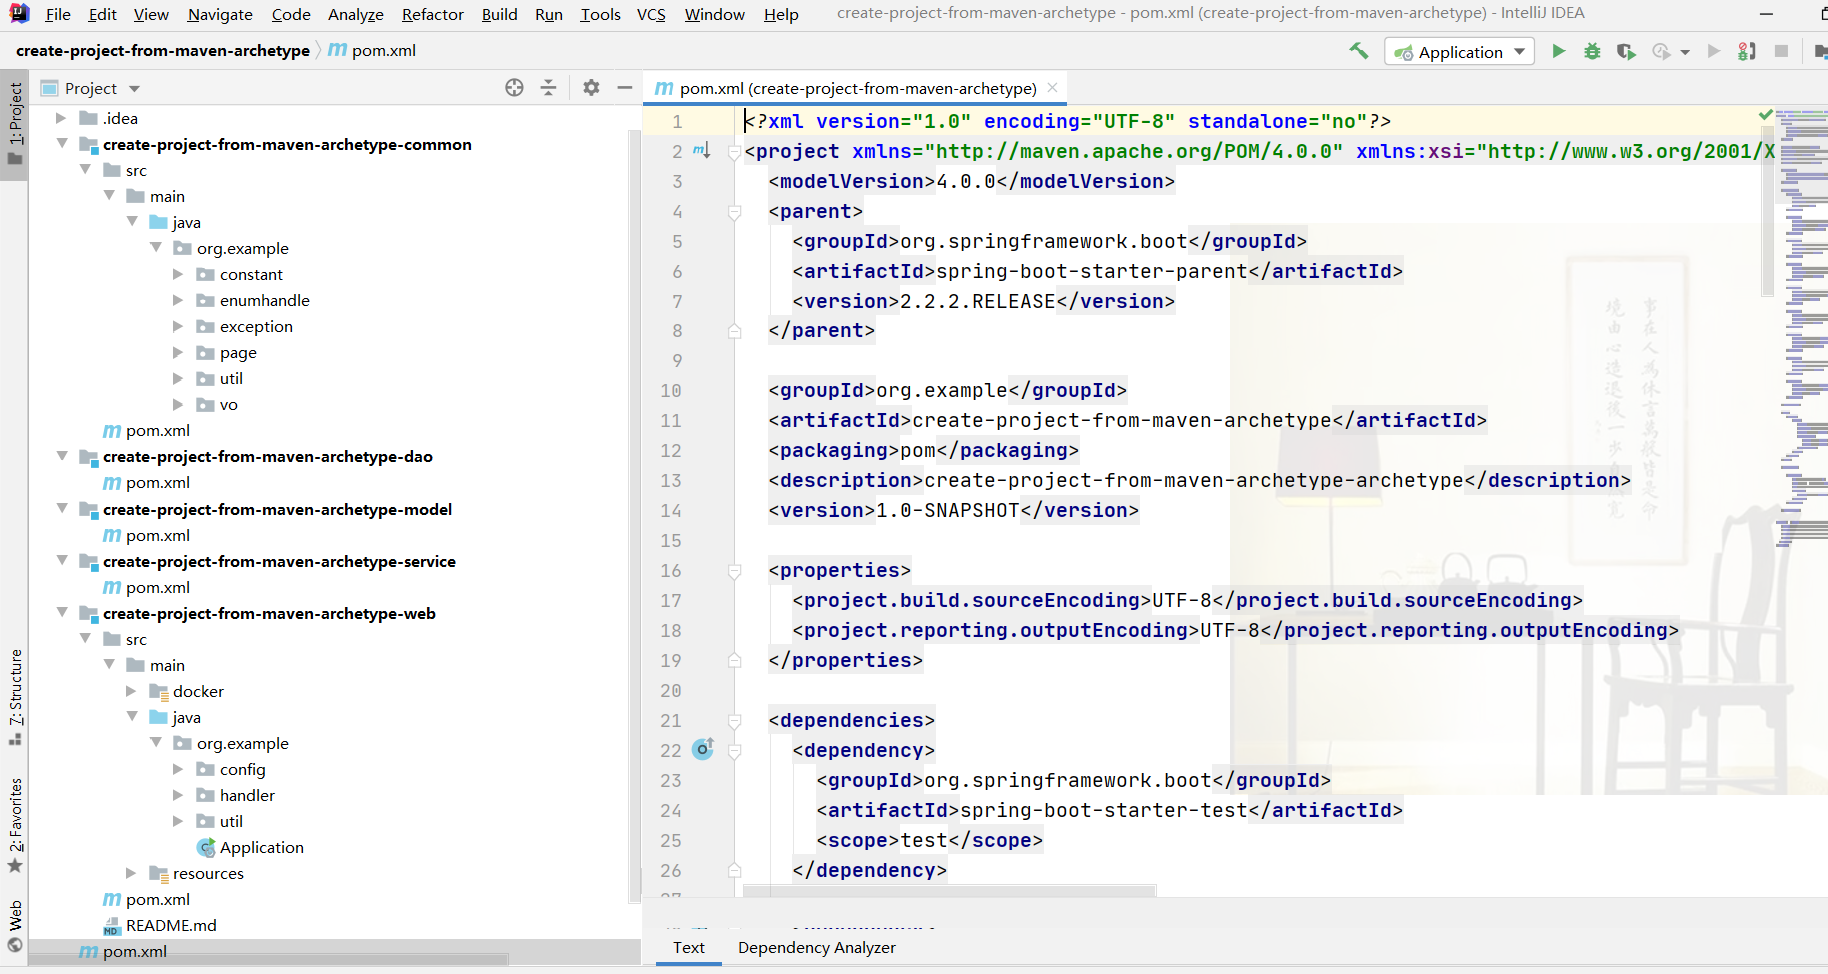 File Edit View Navigate Code Analyze Refactor Build Run Tools VCS Window Help create-project-from-maven-archetype - pom.xml (create-project-from-maven-archetype) - IntelliJ IDEA
create-project-from-maven-archetype pom.xml Application
Project pom.xml (create-project-from-maven-archetype)
1: Project
7: Structure
2: Favorites
Web
.idea
create-project-from-maven-archetype-common
src
main
java
org.example
constant
enumhandle
exception
page
util
vo
pom.xml
create-project-from-maven-archetype-dao
pom.xml
create-project-from-maven-archetype-model
pom.xml
create-project-from-maven-archetype-service
pom.xml
create-project-from-maven-archetype-web
src
main
docker
java
org.example
config
handler
util
Application
resources
pom.xml
README.md
pom.xml
1 <?xml version="1.0" encoding="UTF-8" standalone="no"?>
2 <project xmlns="http://maven.apache.org/POM/4.0.0" xmlns:xsi="http://www.w3.org/2001/X
3 <modelVersion>4.0.0</modelVersion>
4 <parent>
5 <groupId>org.springframework.boot</groupId>
6 <artifactId>spring-boot-starter-parent</artifactId>
7 <version>2.2.2.RELEASE</version>
8 </parent>
9
10 <groupId>org.example</groupId>
11 <artifactId>create-project-from-maven-archetype</artifactId>
12 <packaging>pom</packaging>
13 <description>create-project-from-maven-archetype-archetype</description>
14 <version>1.0-SNAPSHOT</version>
15
16 <properties>
17 <project.build.sourceEncoding>UTF-8</project.build.sourceEncoding>
18 <project.reporting.outputEncoding>UTF-8</project.reporting.outputEncoding>
19 </properties>
20
21 <dependencies>
22 <dependency>
23 <groupId>org.springframework.boot</groupId>
24 <artifactId>spring-boot-starter-test</artifactId>
25 <scope>test</scope>
26 </dependency>
Text Dependency Analyzer